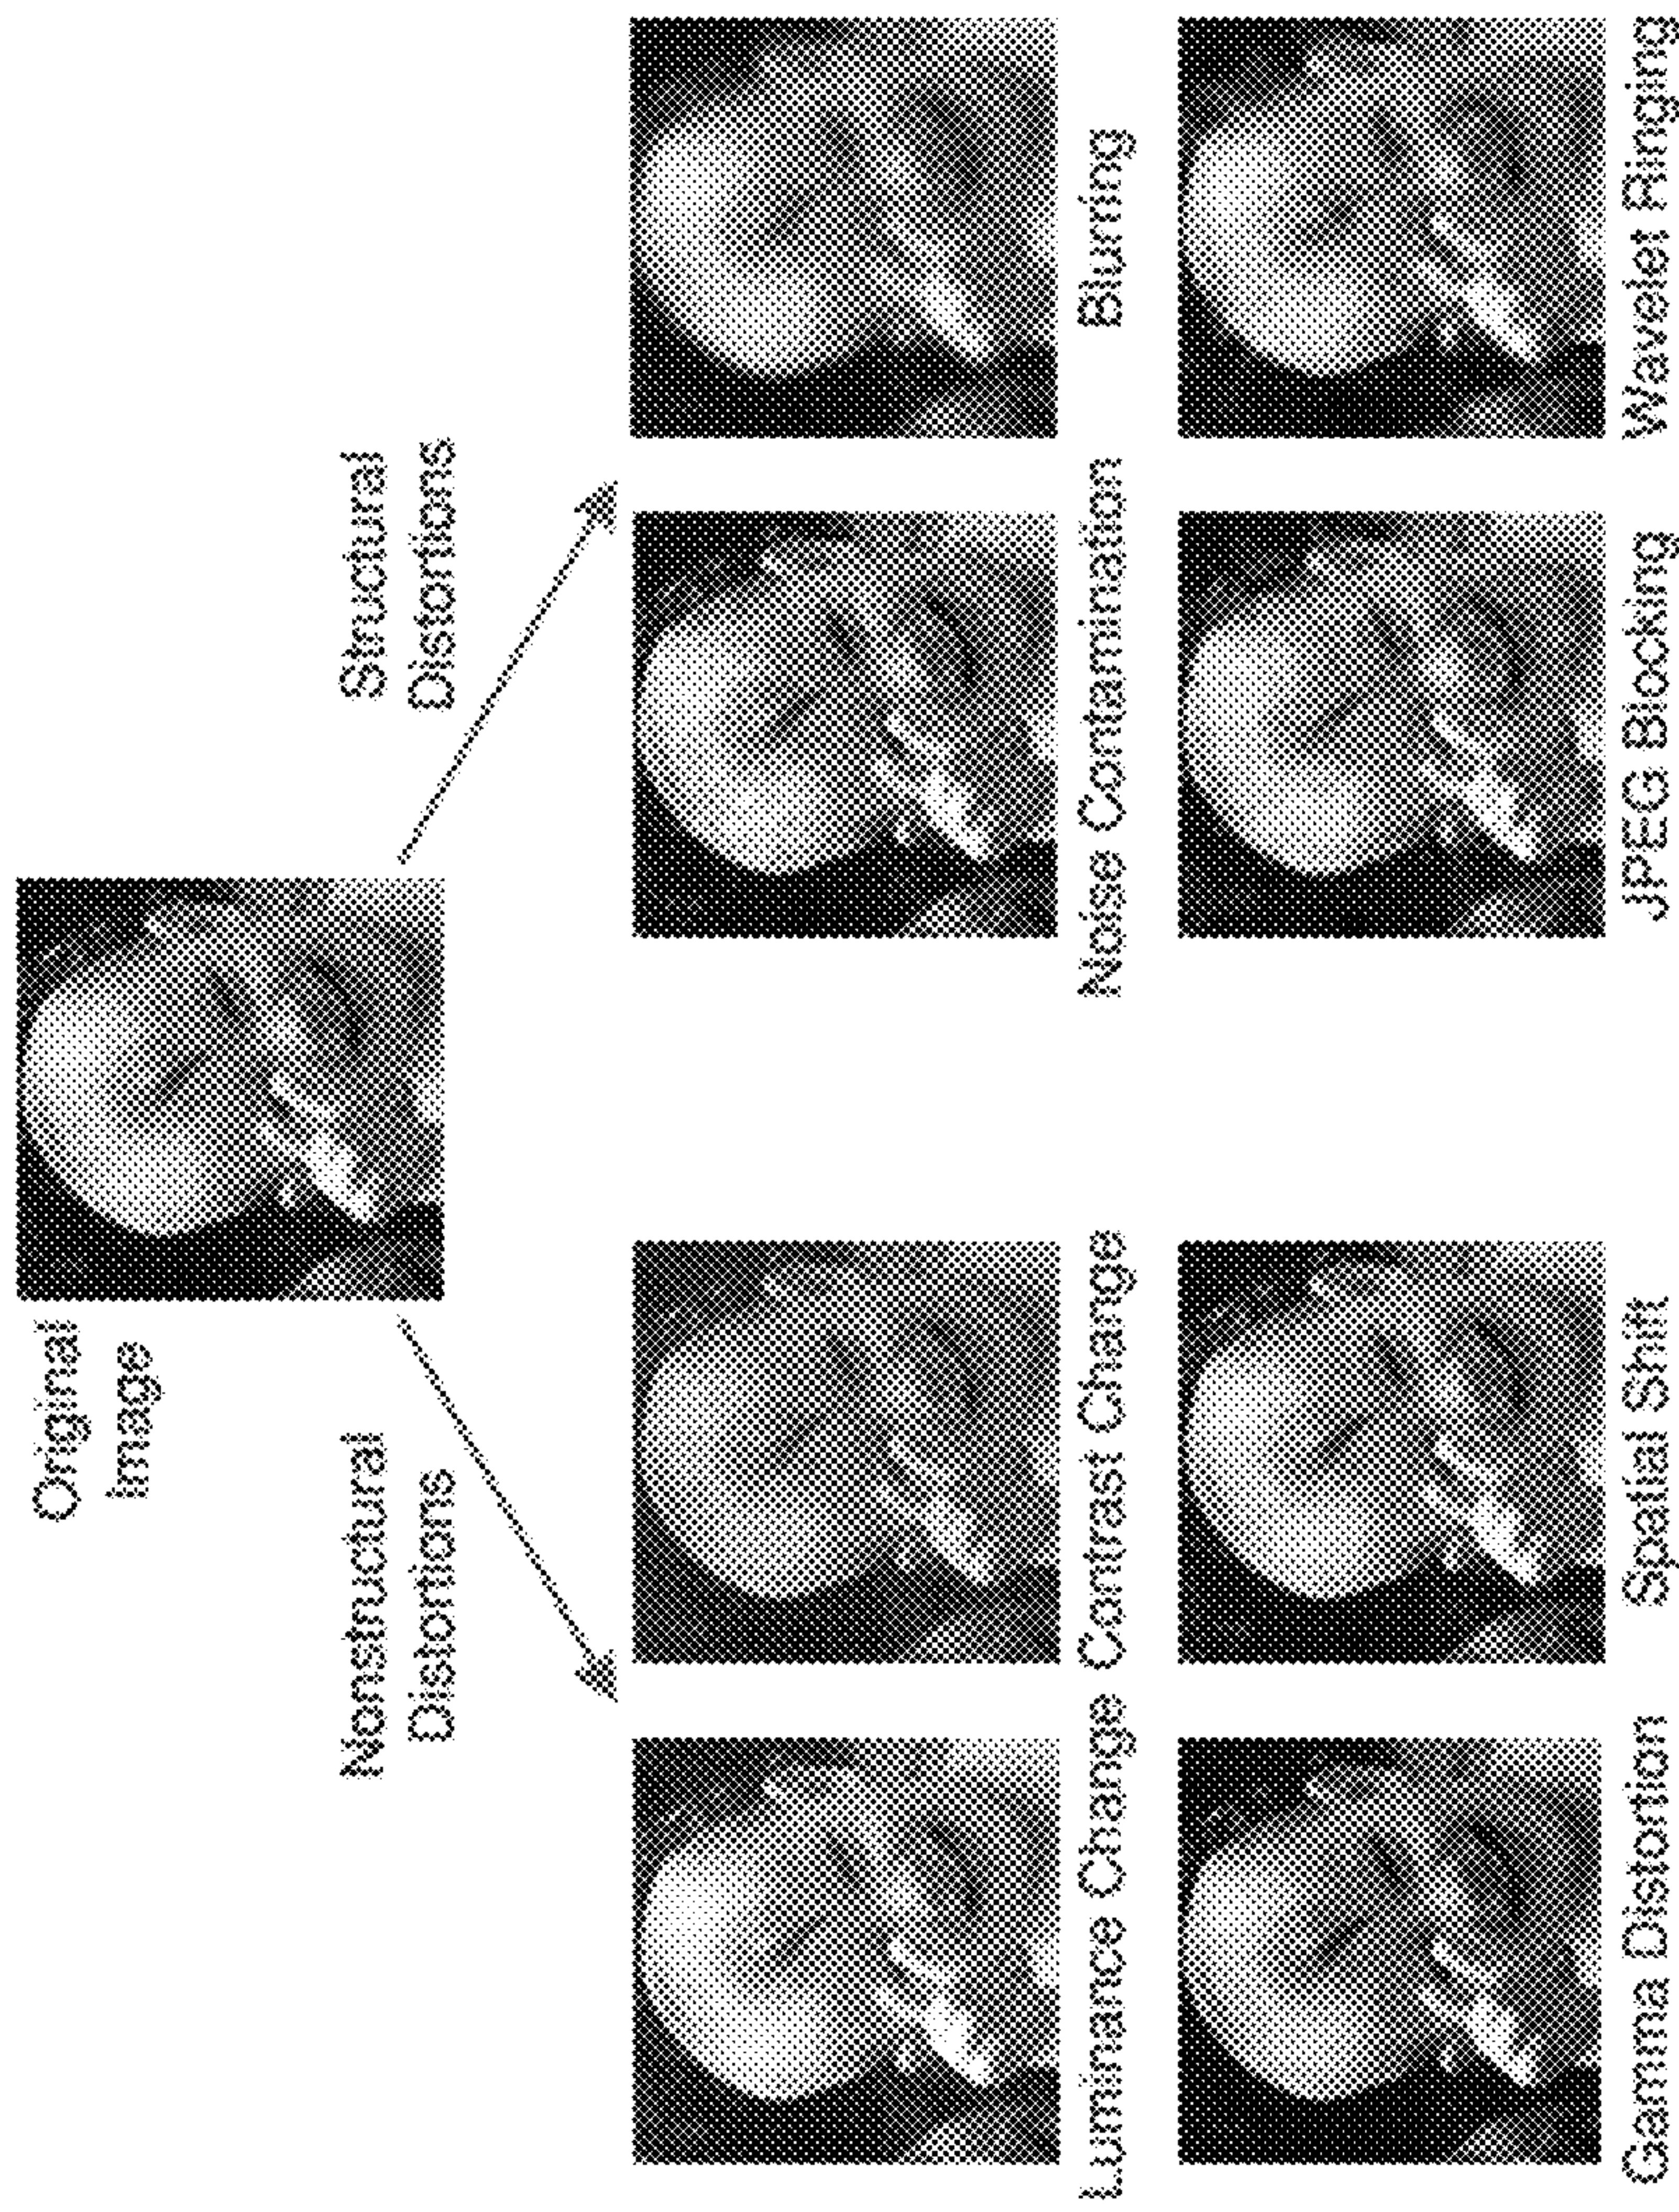 Original
Image
Nonstructural
Distortions
Structural
Distortions
Luminance Change
Contrast Change
Noise Contamination
Blurring
Gamma Distortion
Spatial Shift
JPEG Blocking
Wavelet Ringing